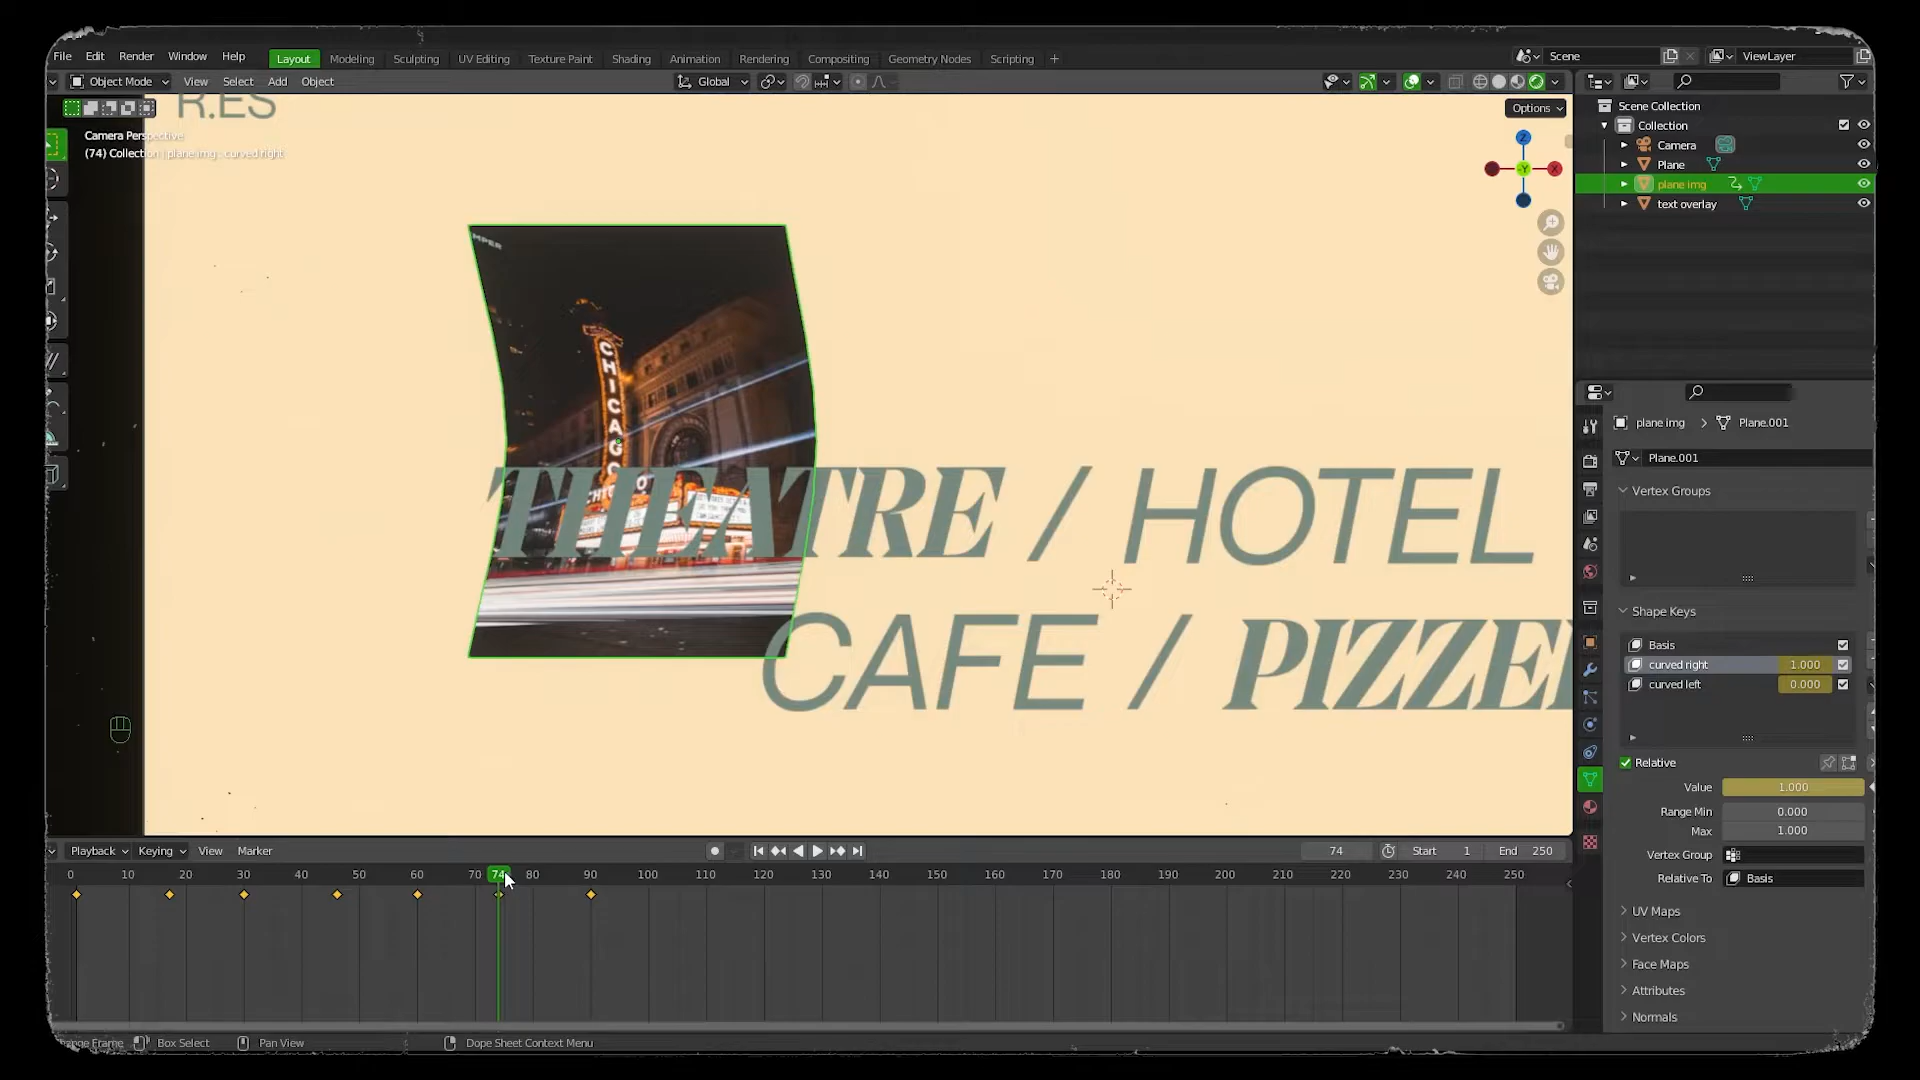 File Edit Render Window Help Layout Modeling Sculpting UV Editing Texture Paint Shading Animation Rendering Compositing Geometry Nodes Scripting + Scene ViewLayer
Object Mode View Select Add Object Global
R.ES
Options
Camera Perspective
(74) Collection | plane img : curved right
Z
Y
X
CHICAGO
THEATRE / HOTEL
CAFE /
Scene Collection
Collection
Camera
Plane
plane img
text overlay
plane img > Plane.001
Plane.001
Vertex Groups
Shape Keys
Basis
curved right 1.000
curved left 0.000
Relative
Value 1.000
Range Min 0.000
Max 1.000
Vertex Group
Relative To Basis
UV Maps
Vertex Colors
Face Maps
Attributes
Normals
Playback Keying View Marker 74 Start 1 End 250
0 10 20 30 40 50 60 70 74 80 90 100 110 120 130 140 150 160 170 180 190 200 210 220 230 240 250
Frame Box Select Pan View Dope Sheet Context Menu